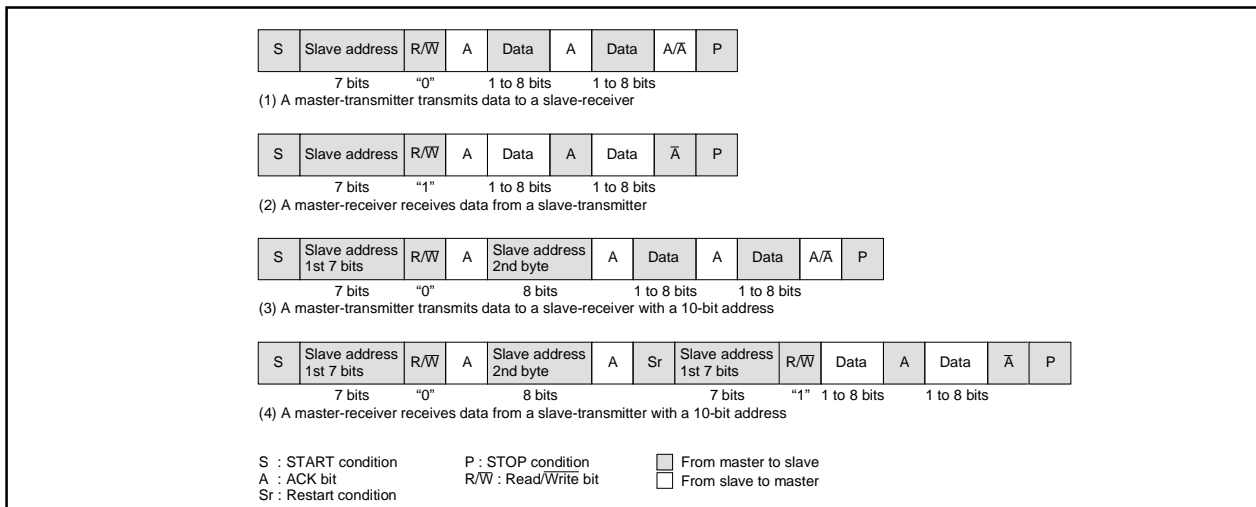 S Slave address R/W̅ A Data A Data A/A̅ P
7 bits “0” 1 to 8 bits 1 to 8 bits
(1) A master-transmitter transmits data to a slave-receiver
S Slave address R/W̅ A Data A Data A̅ P
7 bits “1” 1 to 8 bits 1 to 8 bits
(2) A master-receiver receives data from a slave-transmitter
S Slave address 1st 7 bits R/W̅ A Slave address 2nd byte A Data A Data A/A̅ P
7 bits “0” 8 bits 1 to 8 bits 1 to 8 bits
(3) A master-transmitter transmits data to a slave-receiver with a 10-bit address
S Slave address 1st 7 bits R/W̅ A Slave address 2nd byte A Sr Slave address 1st 7 bits R/W̅ Data A Data A̅ P
7 bits “0” 8 bits 7 bits “1” 1 to 8 bits 1 to 8 bits
(4) A master-receiver receives data from a slave-transmitter with a 10-bit address
S : START condition P : STOP condition From master to slave
A : ACK bit R/W̅ : Read/W̅r̅i̅t̅e̅ bit From slave to master
Sr : Restart condition